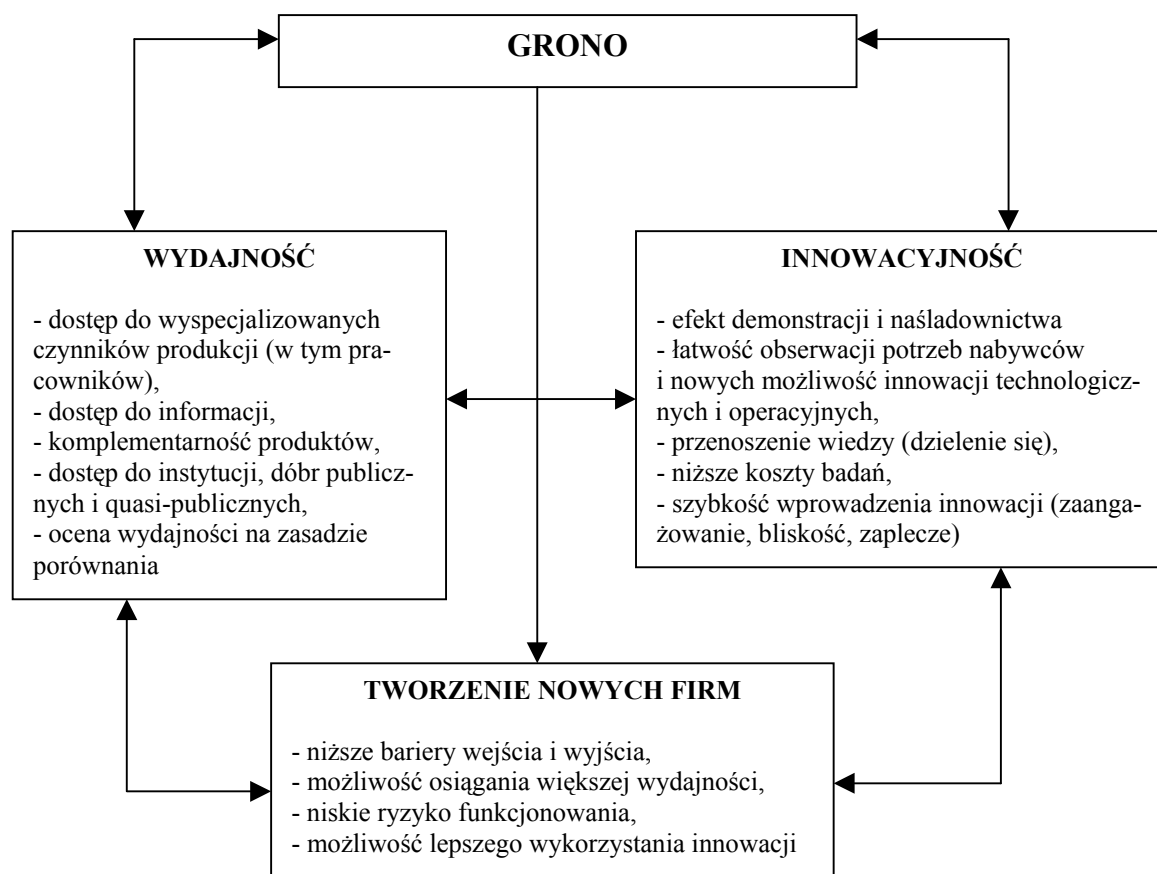 GRONO
WYDAJNOŚĆ
- dostęp do wyspecjalizowanych
czynników produkcji (w tym pra-
cowników),
- dostęp do informacji,
- komplementarność produktów,
- dostęp do instytucji, dóbr publicz-
nych i quasi-publicznych,
- ocena wydajności na zasadzie
porównania
INNOWACYJNOŚĆ
- efekt demonstracji i naśladownictwa
- łatwość obserwacji potrzeb nabywców
i nowych możliwość innowacji technologicz-
nych i operacyjnych,
- przenoszenie wiedzy (dzielenie się),
- niższe koszty badań,
- szybkość wprowadzenia innowacji (zaanga-
żowanie, bliskość, zaplecze)
TWORZENIE NOWYCH FIRM
- niższe bariery wejścia i wyjścia,
- możliwość osiągania większej wydajności,
- niskie ryzyko funkcjonowania,
- możliwość lepszego wykorzystania innowacji